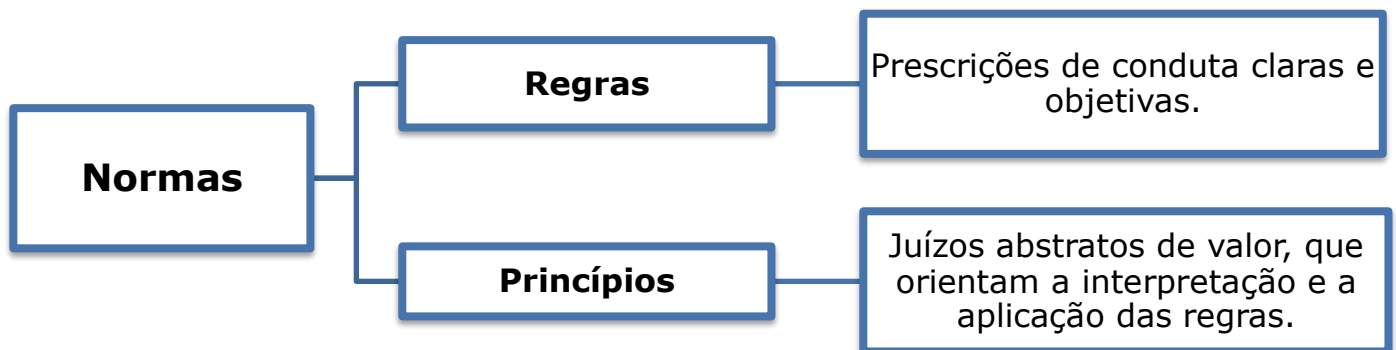 Normas
Regras
Prescrições de conduta claras e
objetivas.
Princípios
Juízos abstratos de valor, que
orientam a interpretação e a
aplicação das regras.